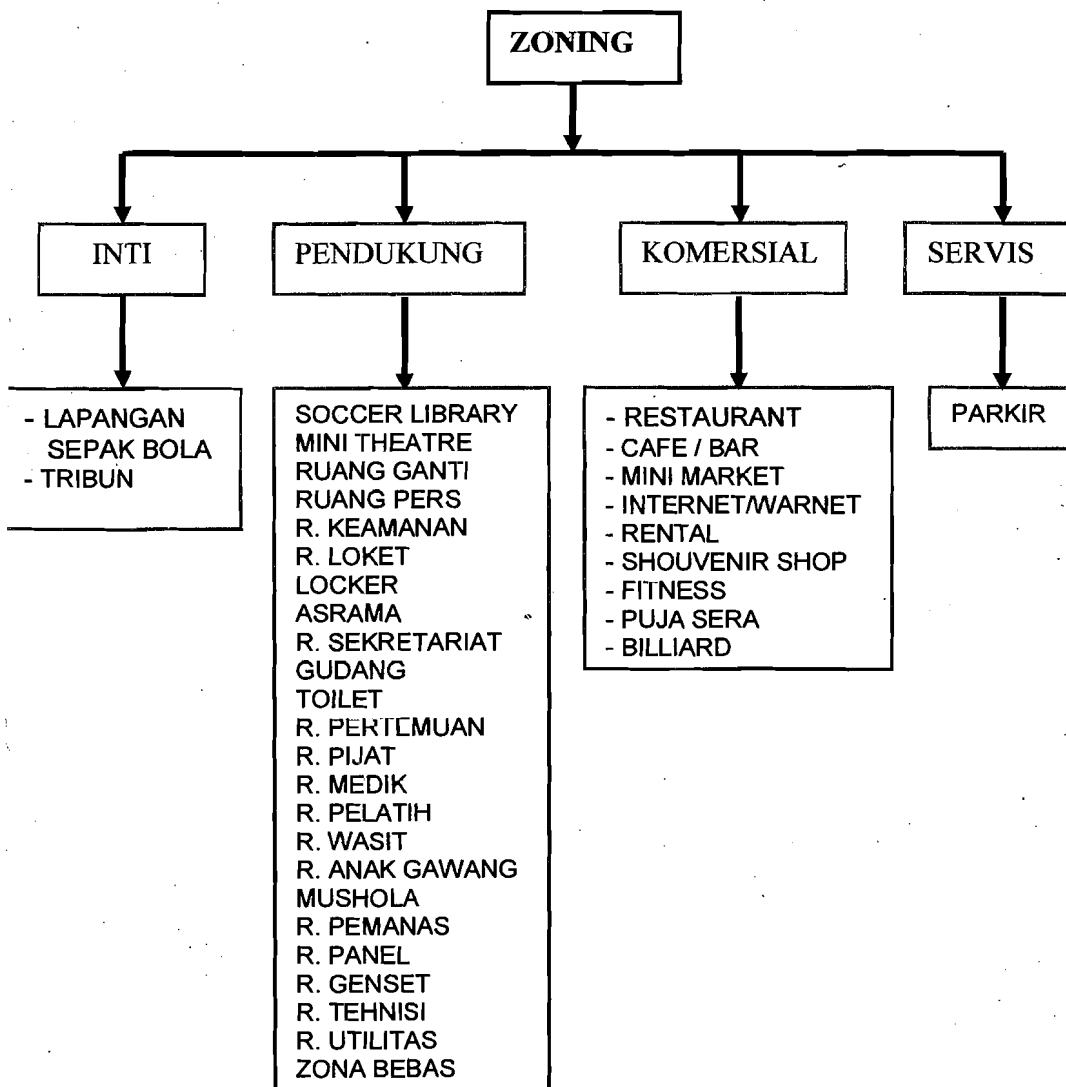 ZONING
INTI
PENDUKUNG
KOMERSIAL
SERVIS
- LAPANGAN
SEPAK BOLA
- TRIBUN
SOCCER LIBRARY
MINI THEATRE
RUANG GANTI
RUANG PERS
R. KEAMANAN
R. LOKET
LOCKER
ASRAMA
R. SEKRETARIAT
GUDANG
TOILET
R. PERTEMUAN
R. PIJAT
R. MEDIK
R. PELATIH
R. WASIT
R. ANAK GAWANG
MUSHOLA
R. PEMANAS
R. PANEL
R. GENSET
R. TEHNISI
R. UTILITAS
ZONA BEBAS
- RESTAURANT
- CAFE / BAR
- MINI MARKET
- INTERNET/WARNET
- RENTAL
- SHOUVENIR SHOP
- FITNESS
- PUJA SERA
- BILLIARD
PARKIR